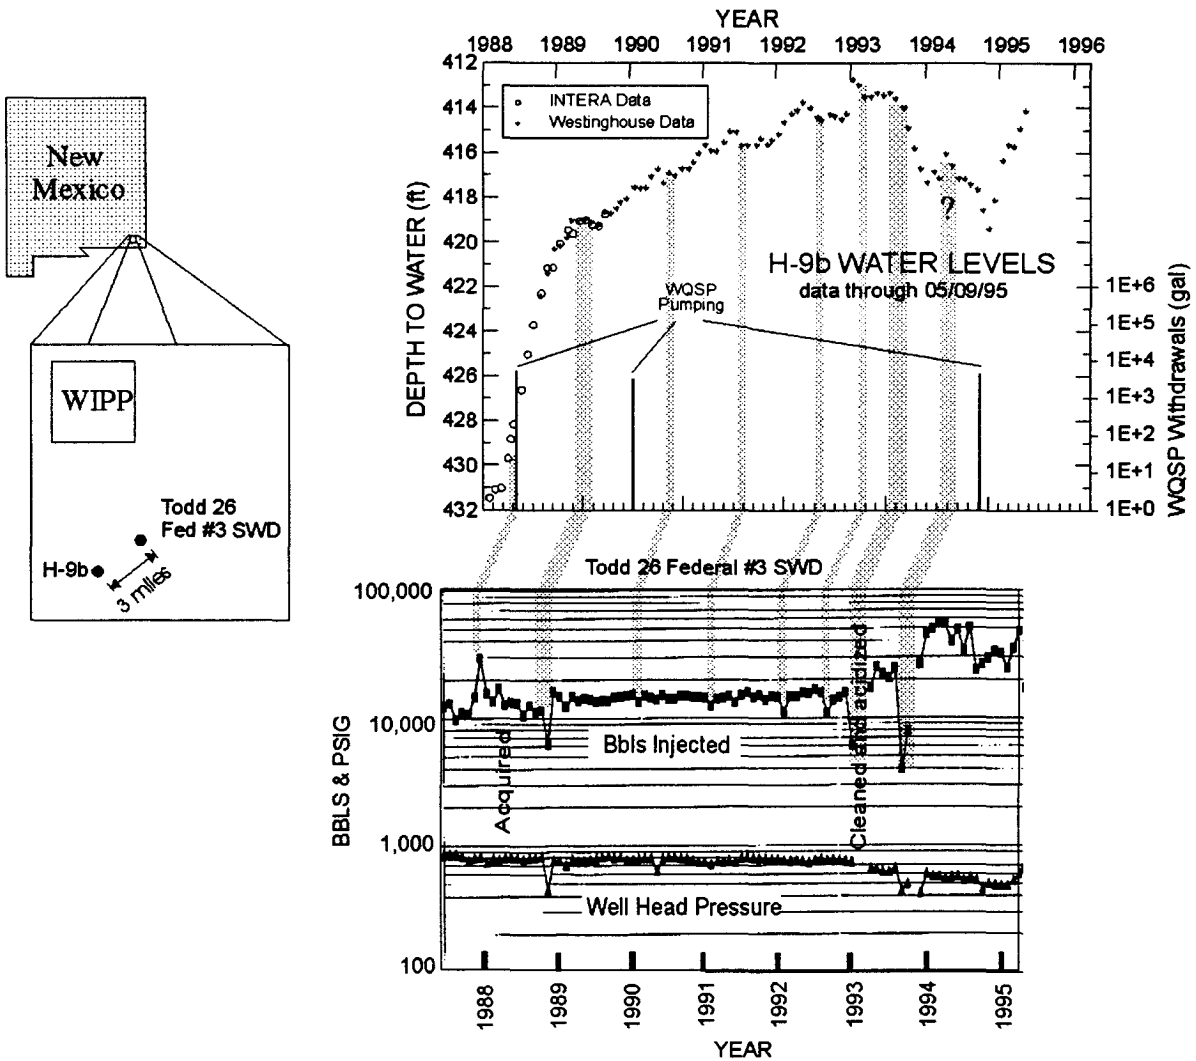 New
Mexico
WIPP
Todd 26
Fed #3 SWD
H-9b
3 miles
YEAR
1988 1989 1990 1991 1992 1993 1994 1995 1996
412
414
416
418
420
422
424
426
428
430
432
DEPTH TO WATER (ft)
INTERA Data
Westinghouse Data
?
H-9b WATER LEVELS
data through 05/09/95
WQSP
Pumping
1E+6
1E+5
1E+4
1E+3
1E+2
1E+1
1E+0
WQSP Withdrawals (gal)
Todd 26 Federal #3 SWD
100,000
10,000
1,000
100
BBLS & PSIG
Acquired
Bbls Injected
Cleaned and acidized
Well Head Pressure
1988 1989 1990 1991 1992 1993 1994 1995
YEAR